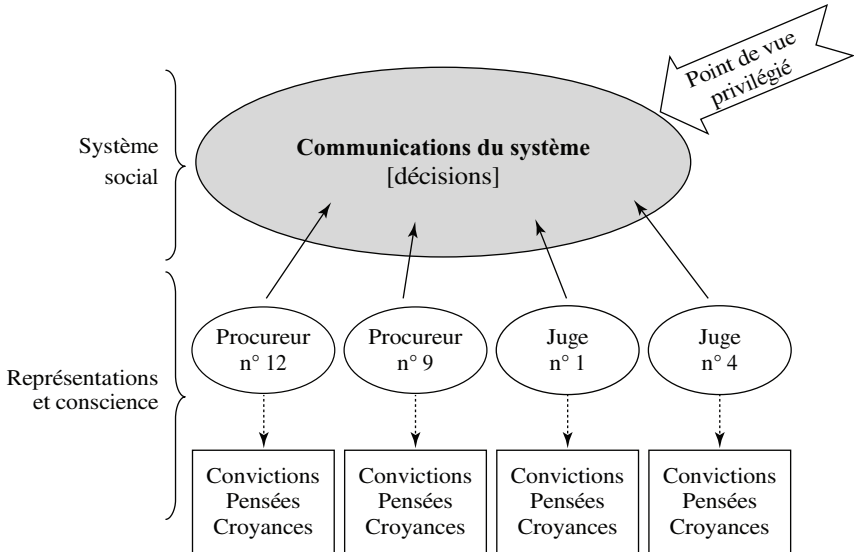 Point de vue
privilégié
Système
social
Communications du système
[décisions]
Représentations
et conscience
Procureur
n° 12
Procureur
n° 9
Juge
n° 1
Juge
n° 4
Convictions
Pensées
Croyances
Convictions
Pensées
Croyances
Convictions
Pensées
Croyances
Convictions
Pensées
Croyances